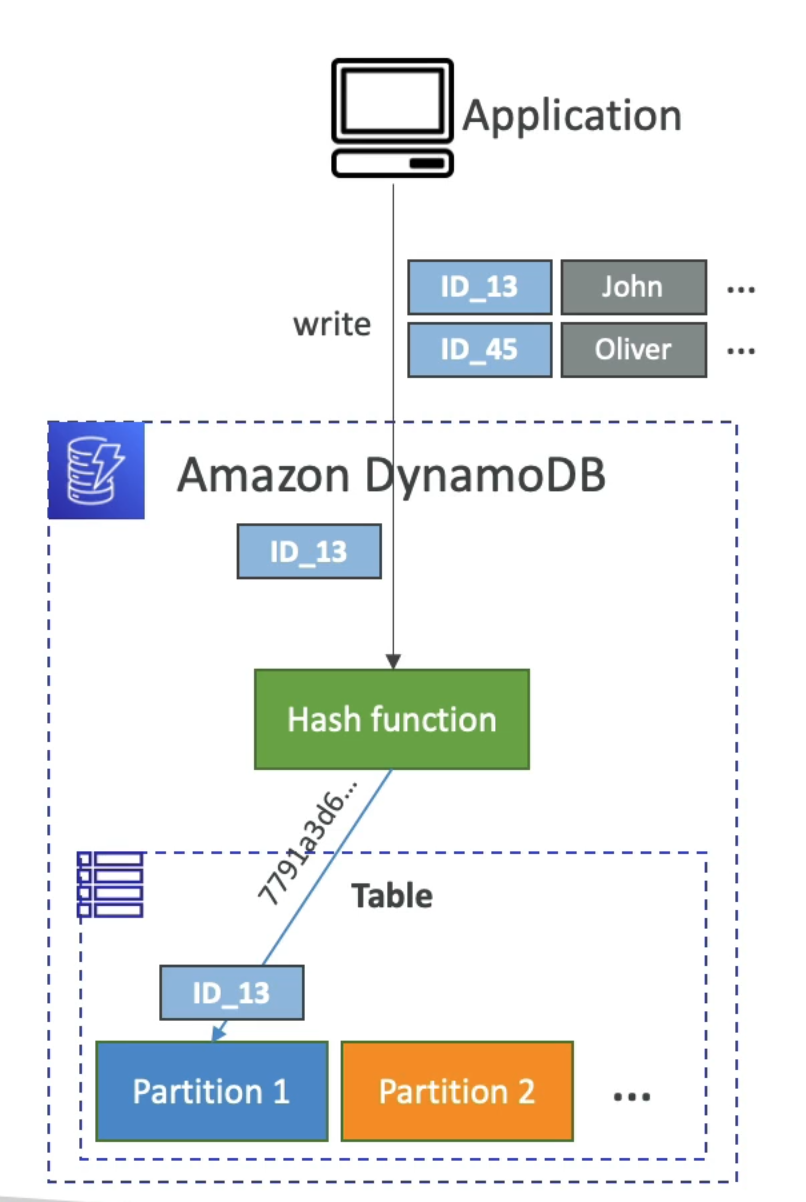 Application
write
ID_13 John ...
ID_45 Oliver ...
Amazon DynamoDB
ID_13
Hash function
7791a3d6...
Table
ID_13
Partition 1 Partition 2 ...